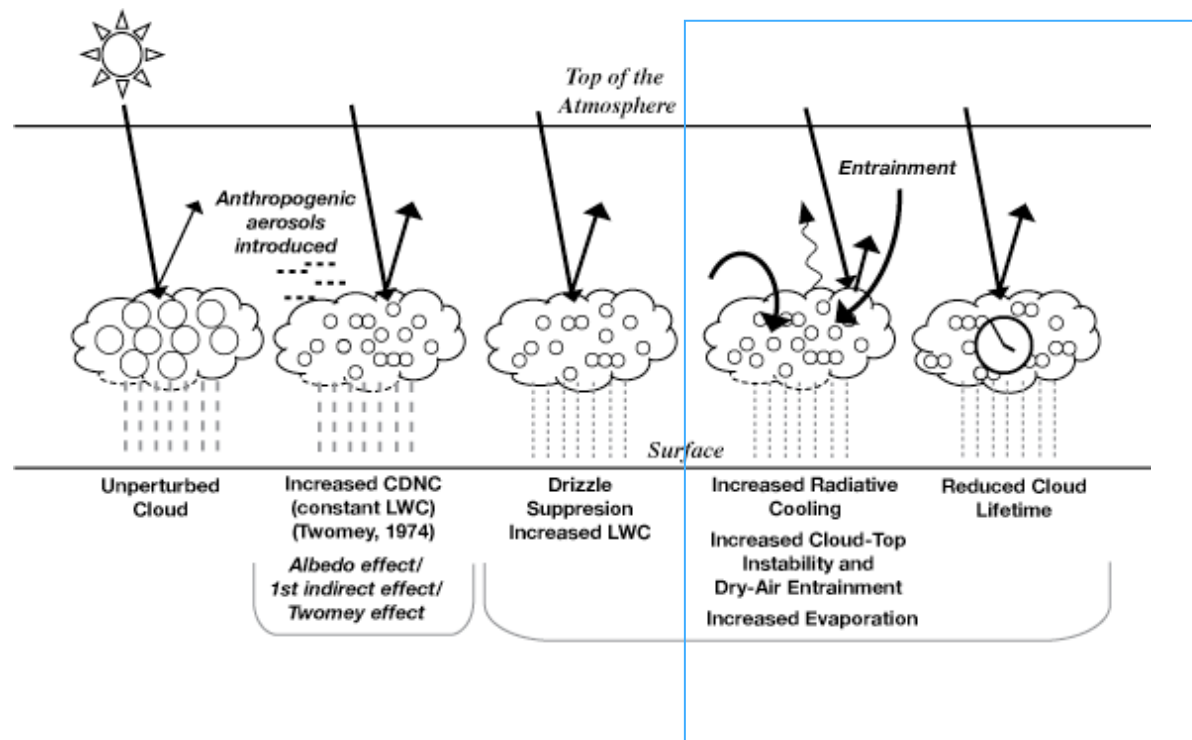 Top of the
Atmosphere
Entrainment
Anthropogenic
aerosols
introduced
Surface
Unperturbed
Cloud
Increased CDNC
(constant LWC)
(Twomey, 1974)
Albedo effect/
1st indirect effect/
Twomey effect
Drizzle
Suppresion
Increased LWC
Increased Radiative
Cooling
Increased Cloud-Top
Instability and
Dry-Air Entrainment
Increased Evaporation
Reduced Cloud
Lifetime